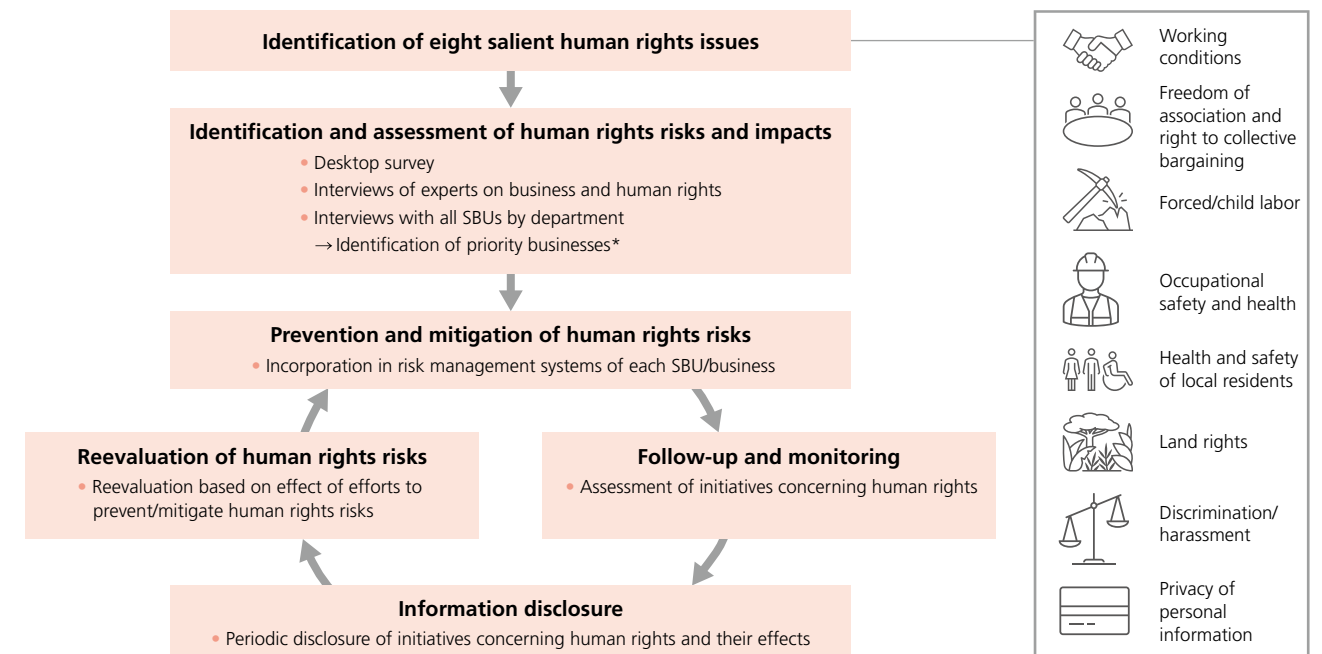 Identification of eight salient human rights issues
Identification and assessment of human rights risks and impacts
• Desktop survey
• Interviews of experts on business and human rights
• Interviews with all SBUs by department
→ Identification of priority businesses*
Prevention and mitigation of human rights risks
• Incorporation in risk management systems of each SBU/business
Reevaluation of human rights risks
• Reevaluation based on effect of efforts to
prevent/mitigate human rights risks
Follow-up and monitoring
• Assessment of initiatives concerning human rights
Information disclosure
• Periodic disclosure of initiatives concerning human rights and their effects
Working
conditions
Freedom of
association and
right to collective
bargaining
Forced/child labor
Occupational
safety and health
Health and safety
of local residents
Land rights
Discrimination/
harassment
Privacy of
personal
information